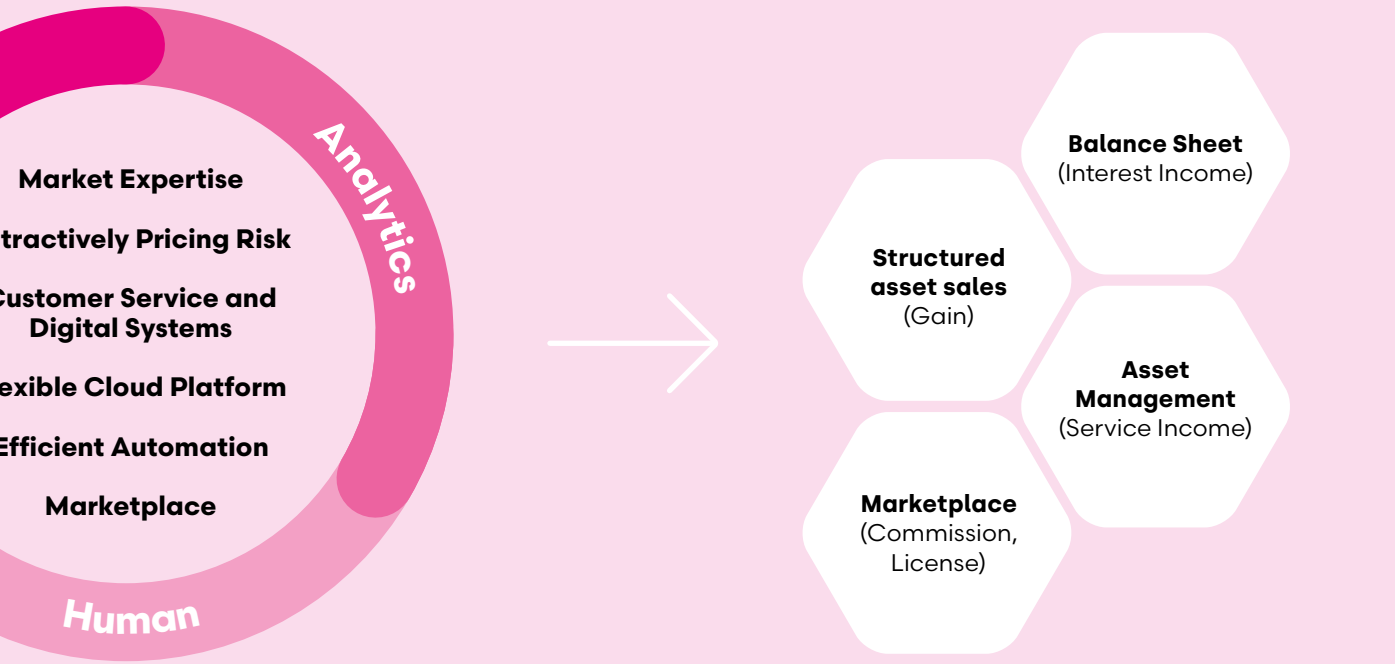 Analytics
Market Expertise
tractively Pricing Risk
ustomer Service and
Digital Systems
exible Cloud Platform
Efficient Automation
Marketplace
Human
Balance Sheet
(Interest Income)
Structured
asset sales
(Gain)
Asset
Management
(Service Income)
Marketplace
(Commission,
License)